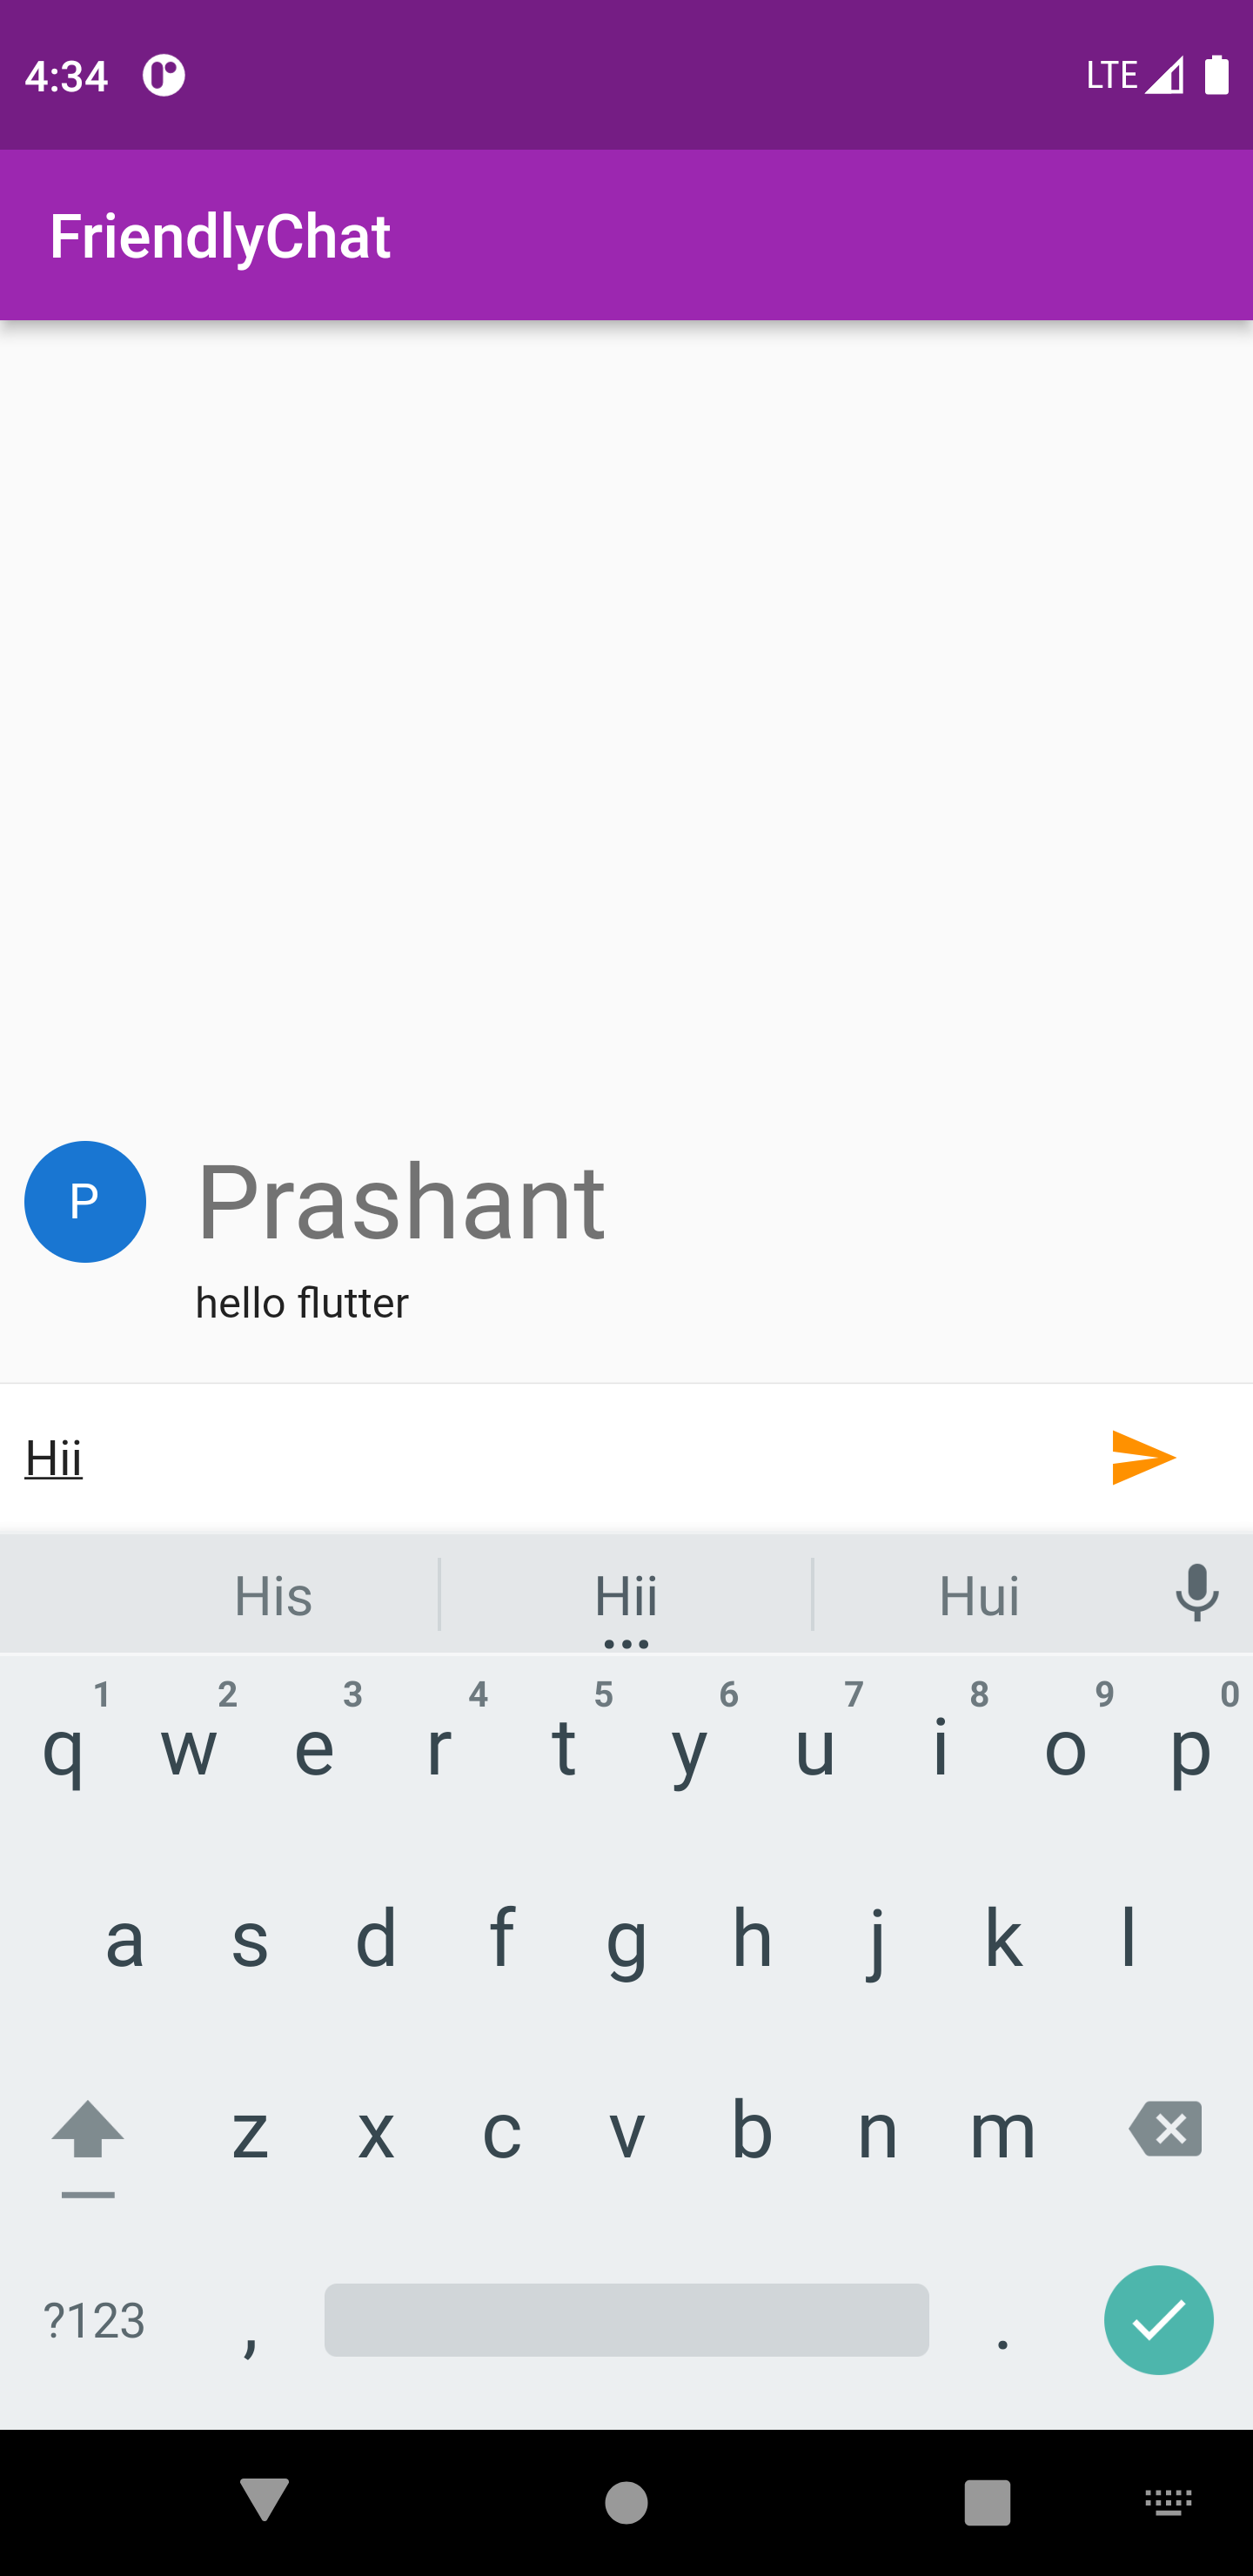 4:34 LTE
FriendlyChat
P Prashant
hello flutter
Hii
His Hii Hui
1 2 3 4 5 6 7 8 9 0
q w e r t y u i o p
a s d f g h j k l
z x c v b n m
?123 , .